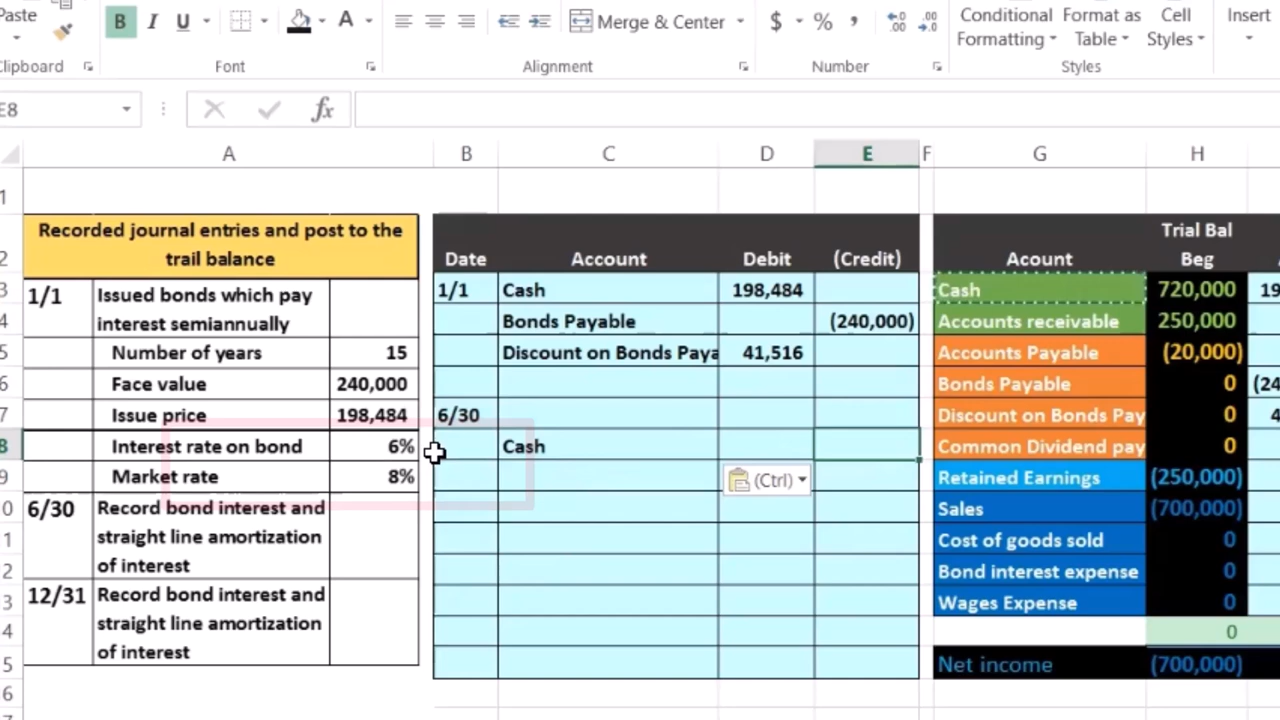 Paste
B I U A
Merge & Center
$ % ,
Conditional Format as Cell Insert
Formatting Table Styles
Clipboard Font Alignment Number Styles
E8 fx
A B C D E F G H
1
Recorded journal entries and post to the
trail balance
1/1 Issued bonds which pay
interest semiannually
Number of years 15
Face value 240,000
Issue price 198,484
Interest rate on bond 6%
Market rate 8%
6/30 Record bond interest and
straight line amortization
of interest
12/31 Record bond interest and
straight line amortization
of interest
Date Account Debit (Credit)
1/1 Cash 198,484
Bonds Payable (240,000)
Discount on Bonds Paya 41,516
6/30
Cash
(Ctrl)
Trial Bal
Acount Beg
Cash 720,000 19
Accounts receivable 250,000
Accounts Payable (20,000)
Bonds Payable 0 (24
Discount on Bonds Pay 0 4
Common Dividend pay 0
Retained Earnings (250,000)
Sales (700,000)
Cost of goods sold 0
Bond interest expense 0
Wages Expense 0
0
Net income (700,000)